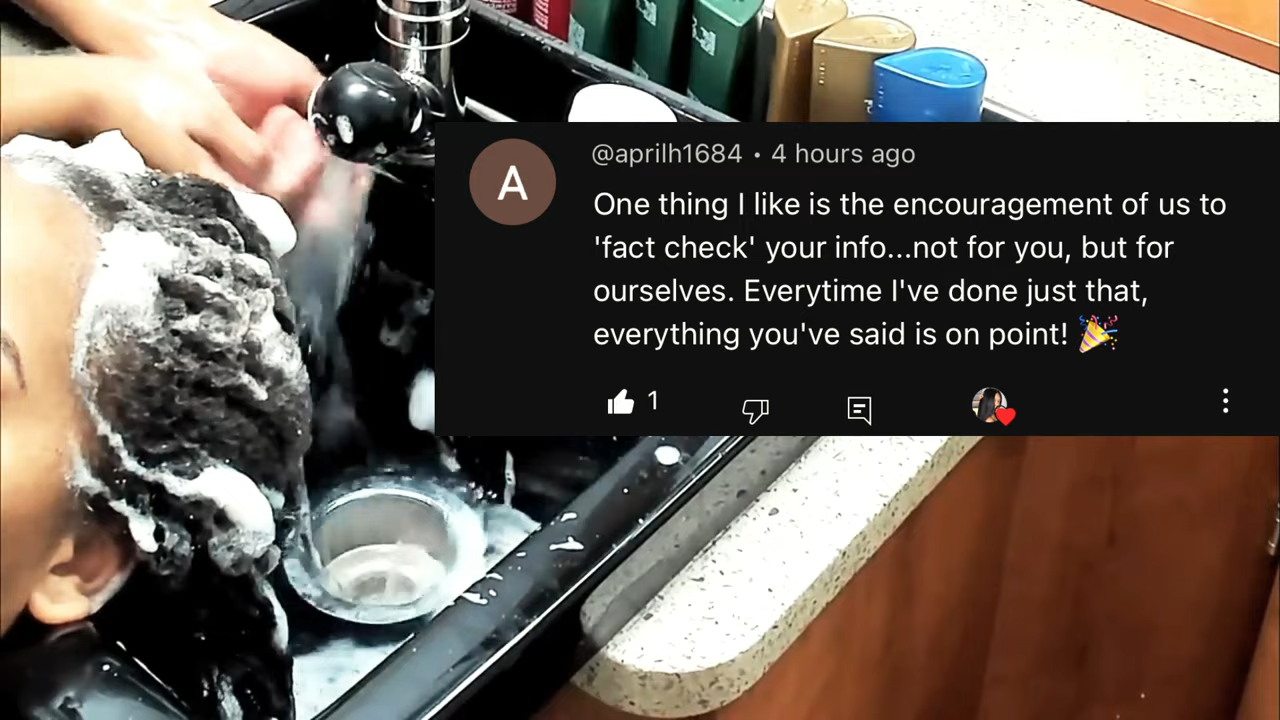 A
@aprilh1684 • 4 hours ago
One thing I like is the encouragement of us to
'fact check' your info...not for you, but for
ourselves. Everytime I've done just that,
everything you've said is on point! 🎉
1